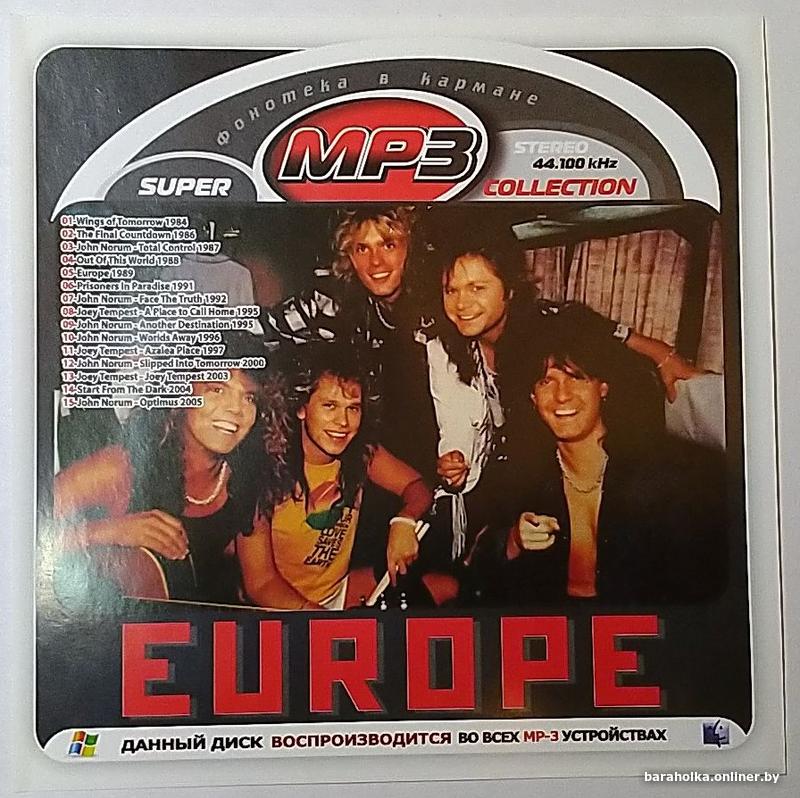 фонотека в кармане
MP3
STEREO
44.100 kHz
SUPER
COLLECTION
01-Wings of Tomorrow 1984
02-The Final Countdown 1986
03-John Norum - Total Control 1987
04-Out Of This World 1988
05-Europe 1989
06-Prisoners In Paradise 1991
07-John Norum - Face The Truth 1992
08-Joey Tempest - A Place to Call Home 1995
09-John Norum - Another Destination 1995
10-John Norum - Worlds Away 1996
11-Joey Tempest - Azalea Place 1997
12-John Norum - Slipped Into Tomorrow 2000
13-Joey Tempest - Joey Tempest 2003
14-Start From The Dark 2004
15-John Norum - Optimus 2005
THE
EARTH
EUROPE
ДАННЫЙ ДИСК ВОСПРОИЗВОДИТСЯ ВО ВСЕХ MP-3 УСТРОЙСТВАХ
baraholka.onliner.by